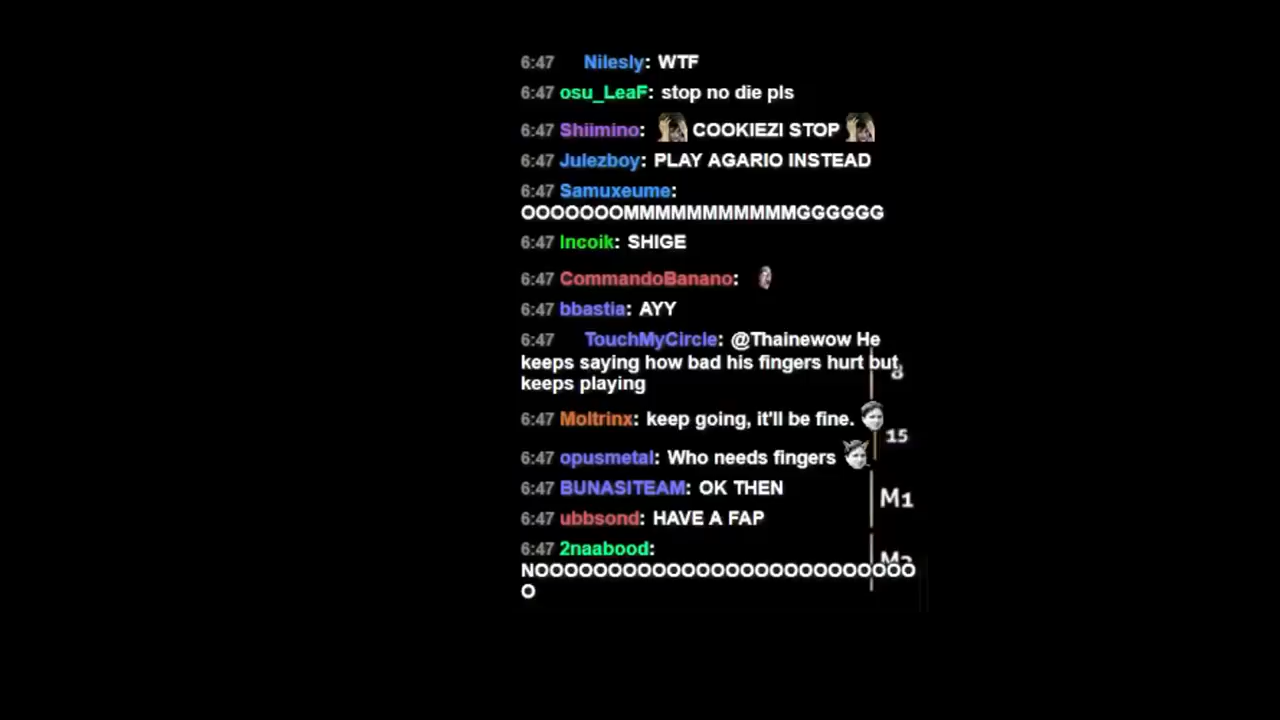 6:47 Nilesly: WTF
6:47 osu_LeaF: stop no die pls
6:47 Shiimino: COOKIEZI STOP
6:47 Julezboy: PLAY AGARIO INSTEAD
6:47 Samuxeume:
OOOOOOOMMMMMMMMMMMGGGGGG
6:47 Incoik: SHIGE
6:47 CommandoBanano:
6:47 bbastia: AYY
6:47 TouchMyCircle: @Thainewow He
keeps saying how bad his fingers hurt but
8
keeps playing
6:47 Moltrinx: keep going, it'll be fine.
15
6:47 opusmetal: Who needs fingers
6:47 BUNASITEAM: OK THEN
M1
6:47 ubbsond: HAVE A FAP
6:47 2naabood:
M2
NOOOOOOOOOOOOOOOOOOOOOOOOOO
O